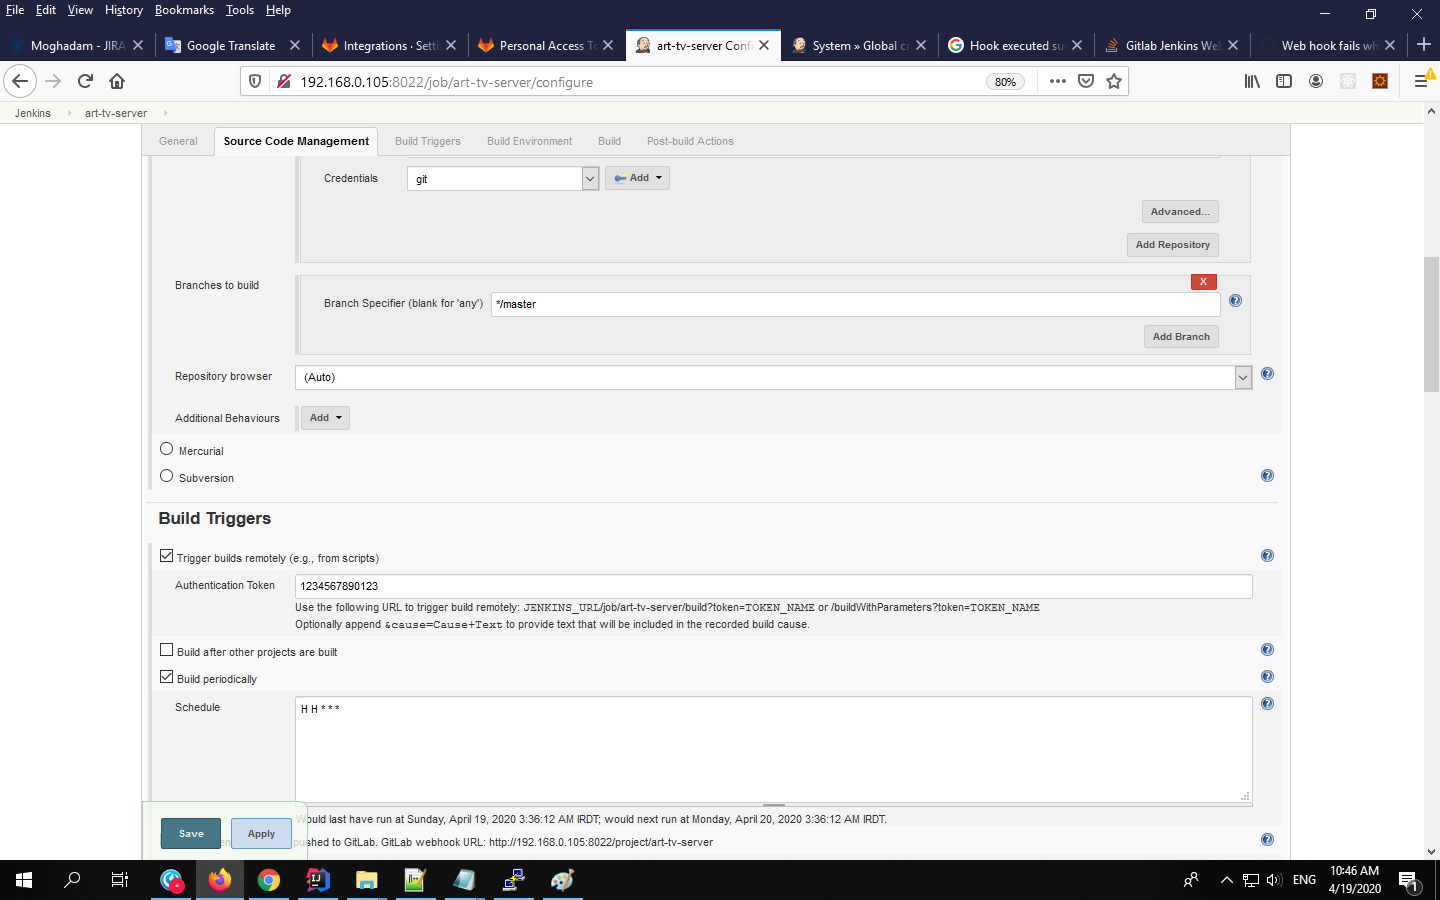 File Edit View History Bookmarks Tools Help
Moghadam - JIRA
Google Translate
Integrations · Setti
Personal Access To
art-tv-server Confi
System » Global cr
Hook executed su
Gitlab Jenkins We
Web hook fails wh
192.168.0.105:8022/job/art-tv-server/configure
80%
Jenkins art-tv-server
General Source Code Management Build Triggers Build Environment Build Post-build Actions
Credentials git Add
Advanced...
Add Repository
Branches to build
X
Branch Specifier (blank for 'any') */master
Add Branch
Repository browser (Auto)
Additional Behaviours Add
Mercurial
Subversion
Build Triggers
Trigger builds remotely (e.g., from scripts)
Authentication Token 1234567890123
Use the following URL to trigger build remotely: JENKINS_URL/job/art-tv-server/build?token=TOKEN_NAME or /buildWithParameters?token=TOKEN_NAME
Optionally append &cause=Cause+Text to provide text that will be included in the recorded build cause.
Build after other projects are built
Build periodically
Schedule H H * * *
Would last have run at Sunday, April 19, 2020 3:36:12 AM IRDT; would next run at Monday, April 20, 2020 3:36:12 AM IRDT.
Save Apply
pushed to GitLab. GitLab webhook URL: http://192.168.0.105:8022/project/art-tv-server
ENG
10:46 AM
4/19/2020
1